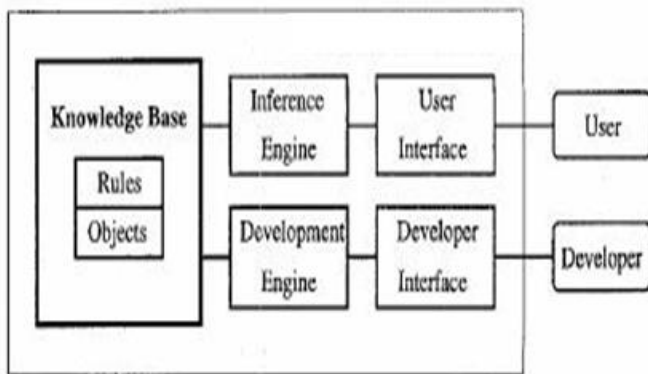 Knowledge Base
Rules
Objects
Inference
Engine
User
Interface
User
Development
Engine
Developer
Interface
Developer